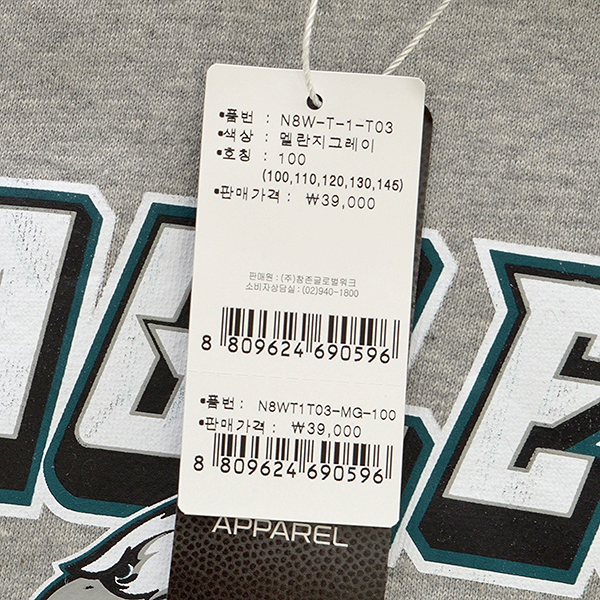 •품번 : N8W-T-1-T03
•색상 : 멜란지그레이
•호칭 : 100
(100,110,120,130,145)
•판매가격 : ₩39,000
판매원 : (주)참존글로벌워크
소비자상담실 : (02)940-1800
8 809624 690596
•품번 : N8WT1T03-MG-100
•판매가격 : ₩39,000
8 809624 690596
APPAREL